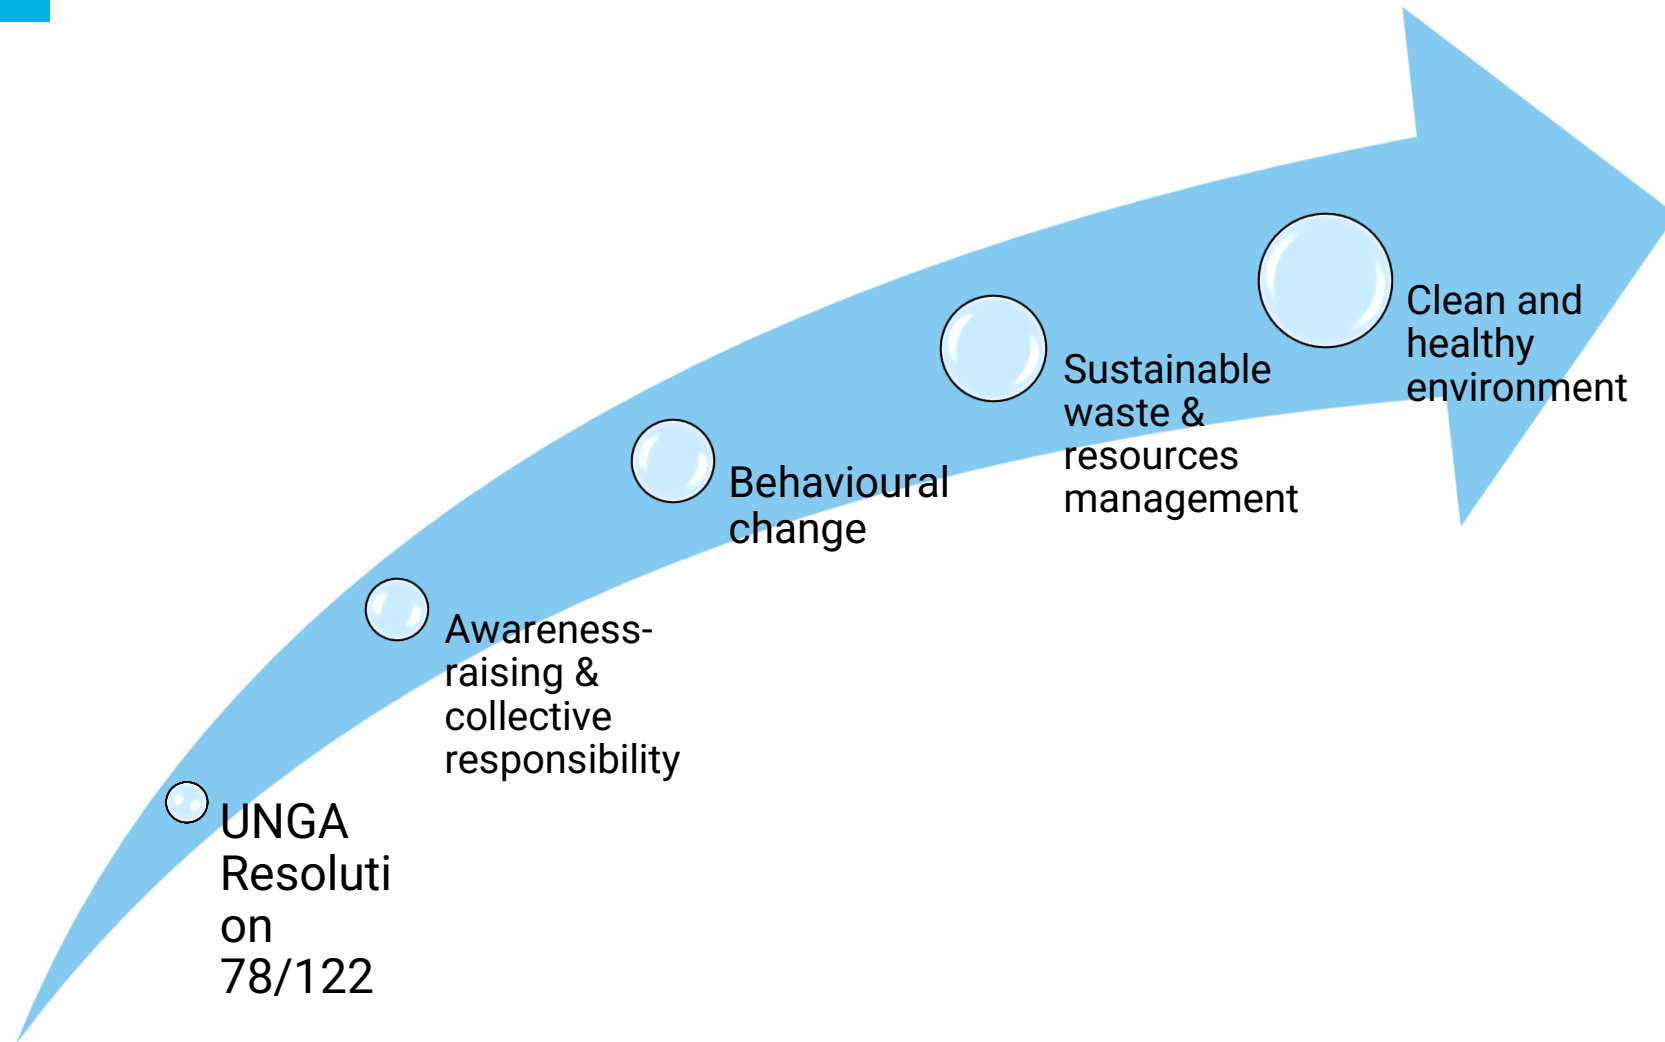 UNGA
Resoluti
on
78/122
Awareness-
raising &
collective
responsibility
Behavioural
change
Sustainable
waste &
resources
management
Clean and
healthy
environment